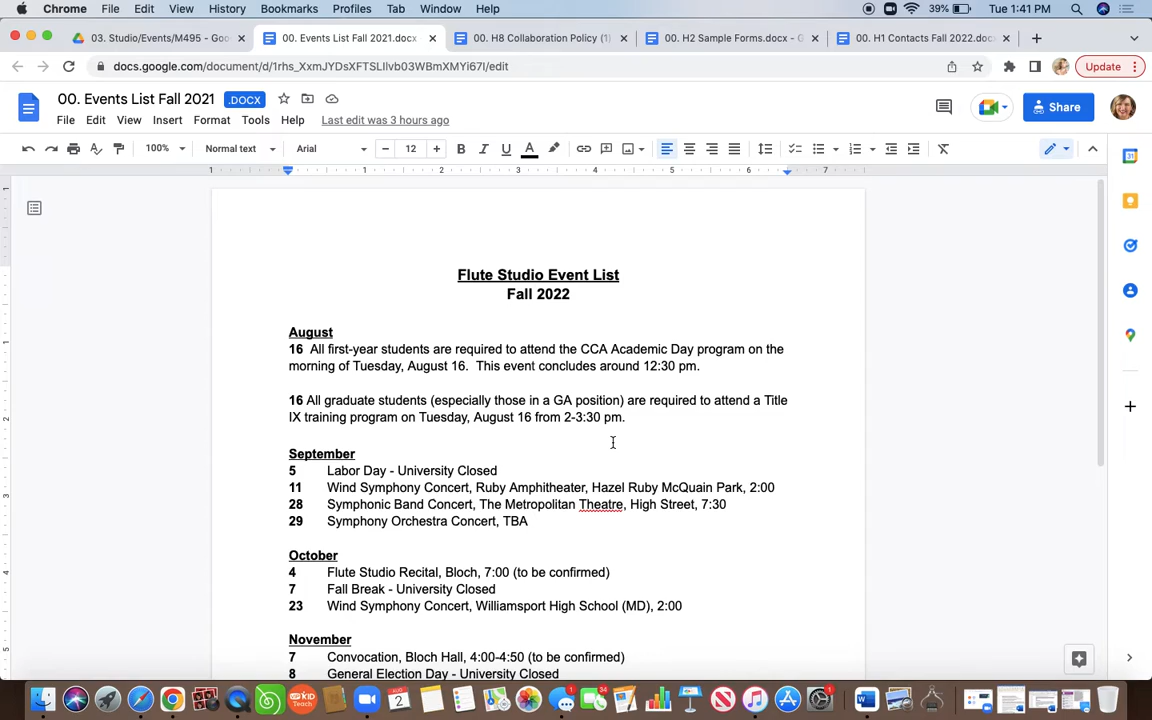 Chrome File Edit View History Bookmarks Profiles Tab Window Help 39% Tue 1:41 PM
03. Studio/Events/M495 - Goo 00. Events List Fall 2021.docx 00. H8 Collaboration Policy (1) 00. H2 Sample Forms.docx - G 00. H1 Contacts Fall 2022.docx
docs.google.com/document/d/1rhs_XxmJYDsXFTSLIlvb03WBmXMYi67I/edit Update
00. Events List Fall 2021 .DOCX Share
File Edit View Insert Format Tools Help Last edit was 3 hours ago
100% Normal text Arial 12
1 1 2 3 4 5 6 7
Flute Studio Event List
Fall 2022
August
16 All first-year students are required to attend the CCA Academic Day program on the
morning of Tuesday, August 16. This event concludes around 12:30 pm.
16 All graduate students (especially those in a GA position) are required to attend a Title
IX training program on Tuesday, August 16 from 2-3:30 pm.
September
5 Labor Day - University Closed
11 Wind Symphony Concert, Ruby Amphitheater, Hazel Ruby McQuain Park, 2:00
28 Symphonic Band Concert, The Metropolitan Theatre, High Street, 7:30
29 Symphony Orchestra Concert, TBA
October
4 Flute Studio Recital, Bloch, 7:00 (to be confirmed)
7 Fall Break - University Closed
23 Wind Symphony Concert, Williamsport High School (MD), 2:00
November
7 Convocation, Bloch Hall, 4:00-4:50 (to be confirmed)
8 General Election Day - University Closed